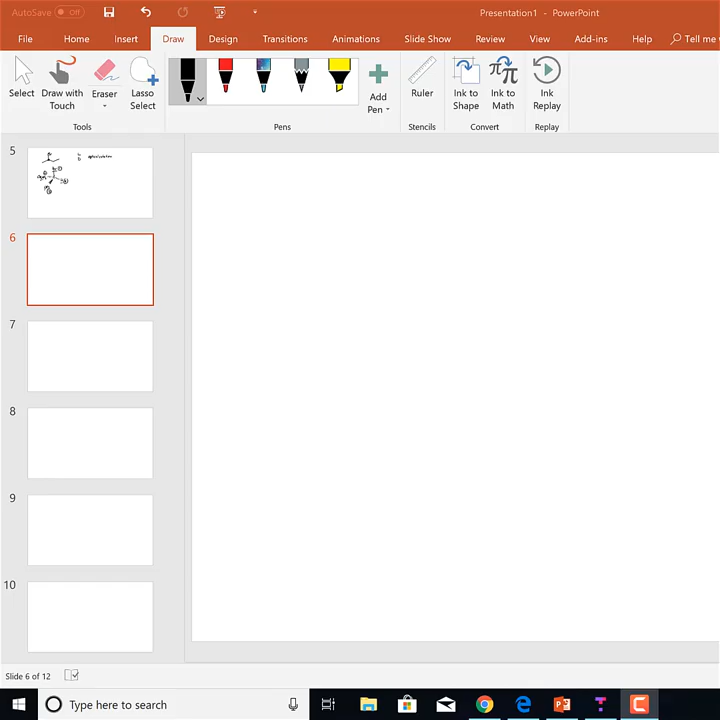 AutoSave Off Presentation1 - PowerPoint
File Home Insert Draw Design Transitions Animations Slide Show Review View Add-ins Help Tell me
Select Draw with Touch Eraser Lasso Select Add Pen Ruler Ink to Shape Ink to Math Ink Replay
Tools Pens Stencils Convert Replay
5
6
7
8
9
10
Slide 6 of 12
Type here to search